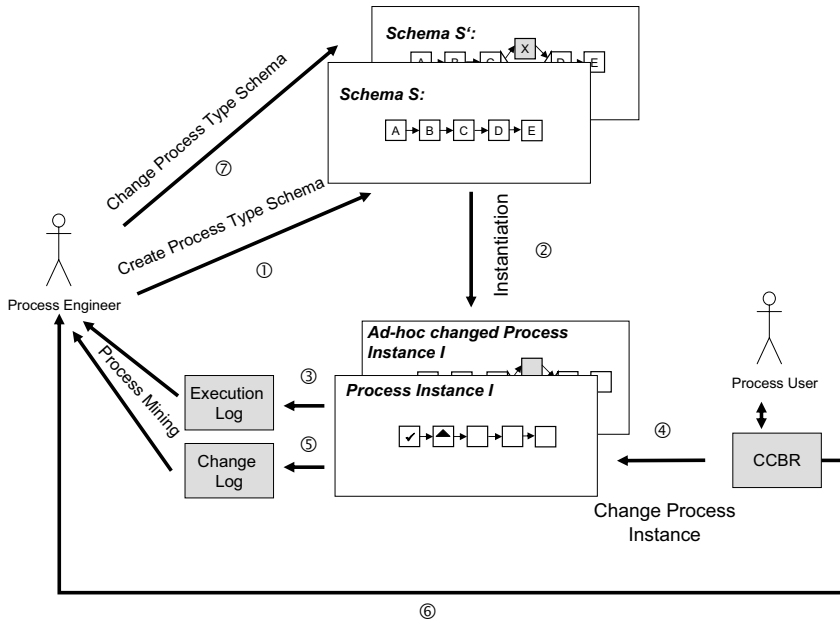 Schema S‘:
A B C X D E
Schema S:
A B C D E
Change Process Type Schema
⑦
Create Process Type Schema
①
Instantiation
②
Process Engineer
Ad-hoc changed Process
Instance I
Process Instance I
✔
Process User
Process Mining
Execution
Log
③
Change
Log
⑤
④
CCBR
Change Process
Instance
⑥